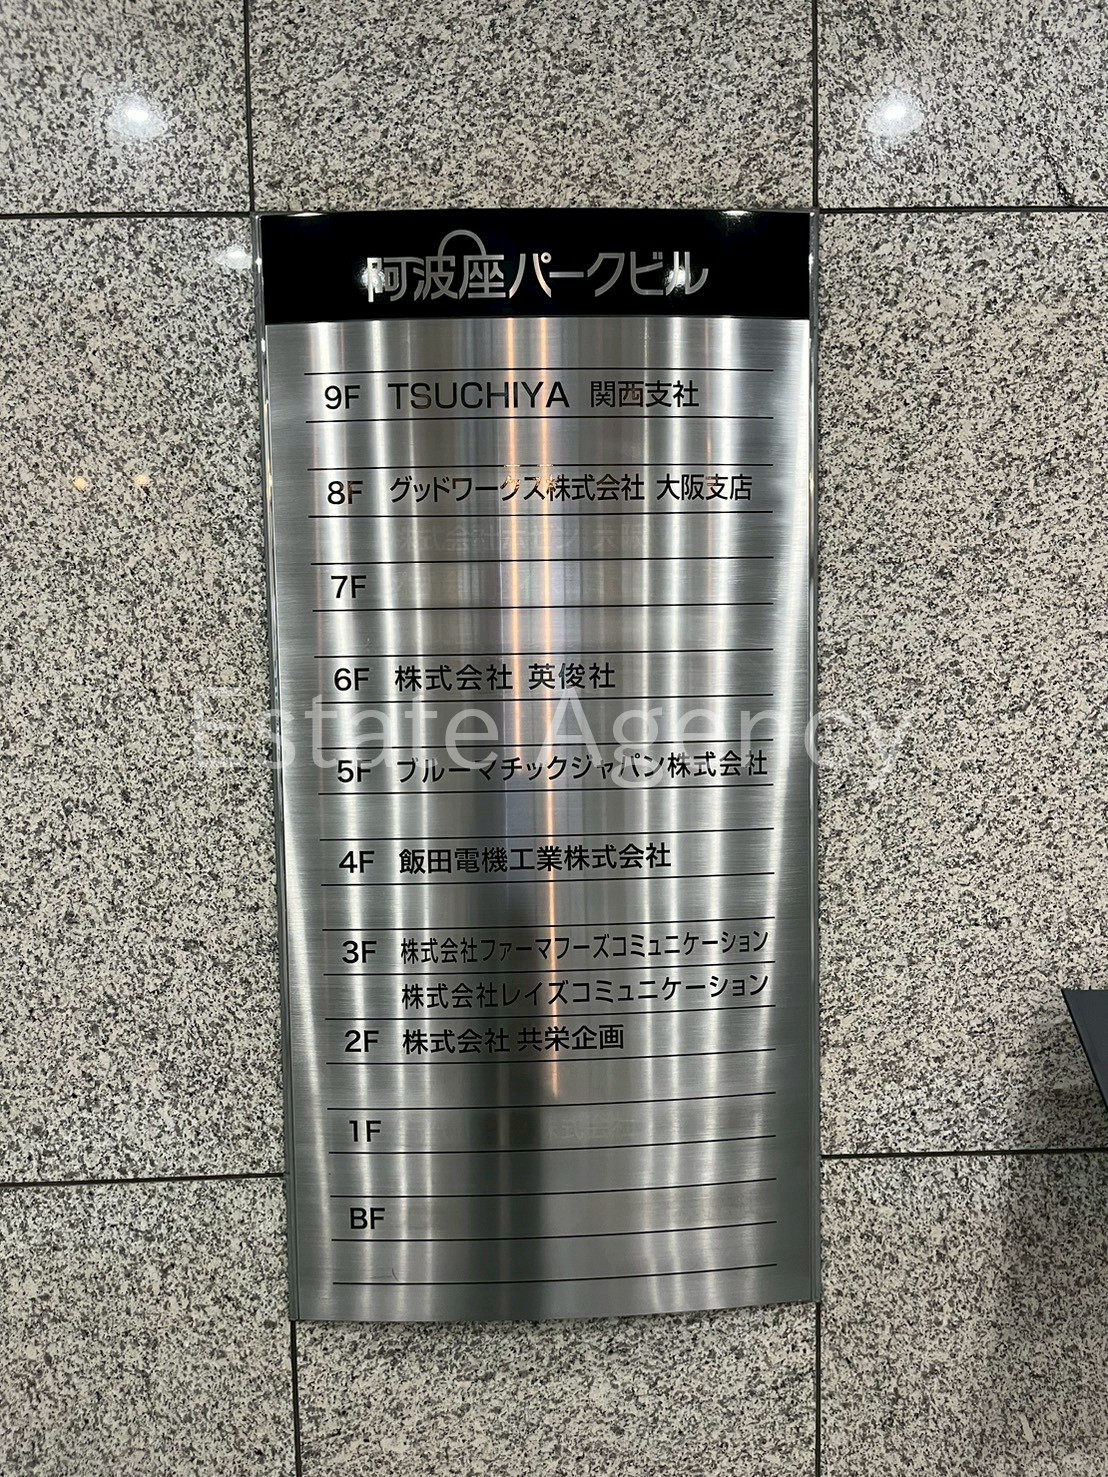 阿波座パークビル
9F TSUCHIYA 関西支社
8F グッドワークス株式会社 大阪支店
7F
6F 株式会社 英俊社
Estate Agency
5F ブルーマチックジャパン株式会社
4F 飯田電機工業株式会社
3F 株式会社ファーマフーズコミュニケーション
株式会社レイズコミュニケーション
2F 株式会社 共栄企画
1F
BF